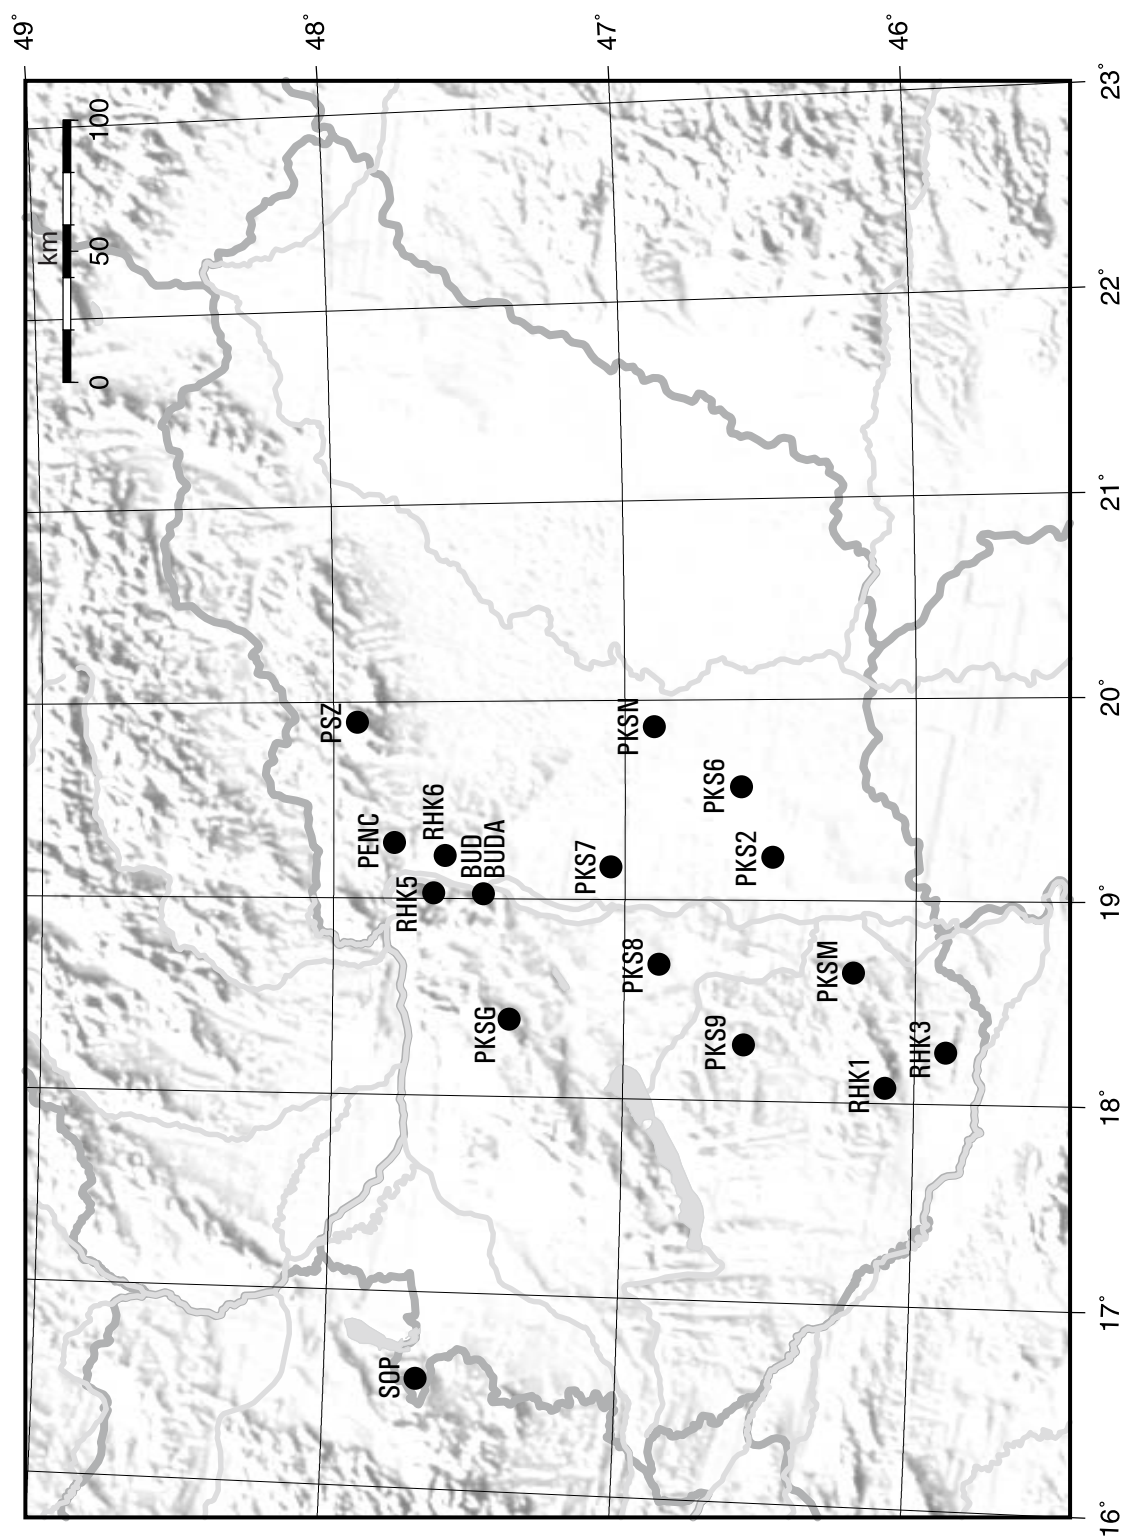 49°
48°
47°
46°
km
0
50
100
PSZ
PENC
RHK6
RHK5
BUD
BUDA
PKSG
SOP
PKSN
PKS6
PKS7
PKS2
PKS8
PKS9
PKSM
RHK1
RHK3
16°
17°
18°
19°
20°
21°
22°
23°